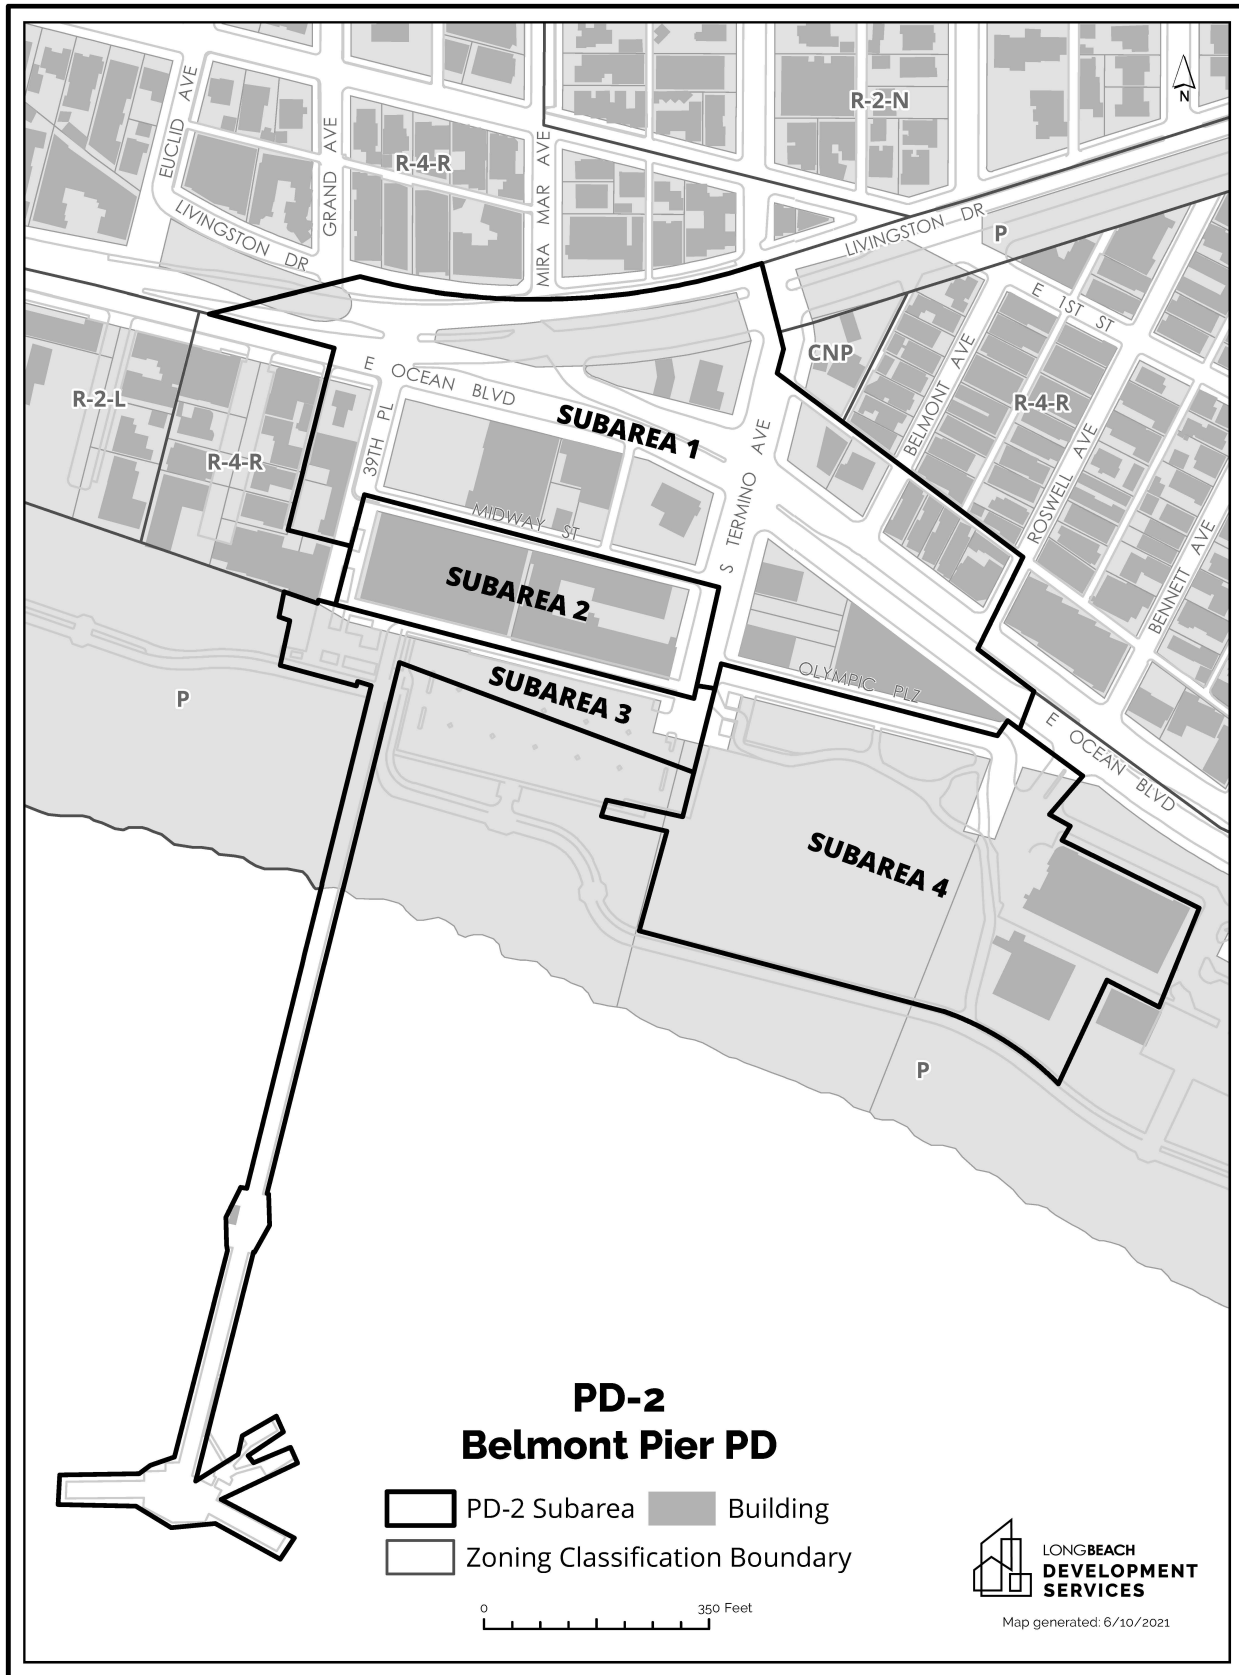 EUCLID AVE
GRAND AVE
R-4-R
MIRA MAR AVE
R-2-N
N
LIVINGSTON DR
LIVINGSTON DR
P
E 1ST ST
R-2-L
R-4-R
E OCEAN BLVD
39TH PL
SUBAREA 1
CNP
BELMONT AVE
R-4-R
ROSWELL AVE
BENNETT AVE
S TERMINO AVE
MIDWAY ST
SUBAREA 2
SUBAREA 3
OLYMPIC PLZ
E OCEAN BLVD
P
SUBAREA 4
P
PD-2
Belmont Pier PD
PD-2 Subarea
Building
Zoning Classification Boundary
0 350 Feet
LONGBEACH
DEVELOPMENT
SERVICES
Map generated: 6/10/2021